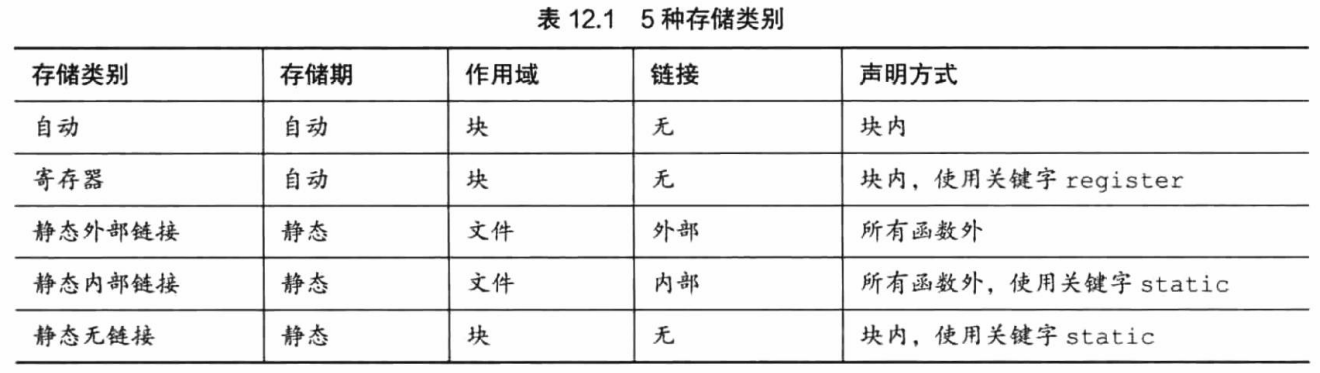 表 12.1 5 种存储类别
存储类别 存储期 作用域 链接 声明方式
自动 自动 块 无 块内
寄存器 自动 块 无 块内，使用关键字 register
静态外部链接 静态 文件 外部 所有函数外
静态内部链接 静态 文件 内部 所有函数外，使用关键字 static
静态无链接 静态 块 无 块内，使用关键字 static